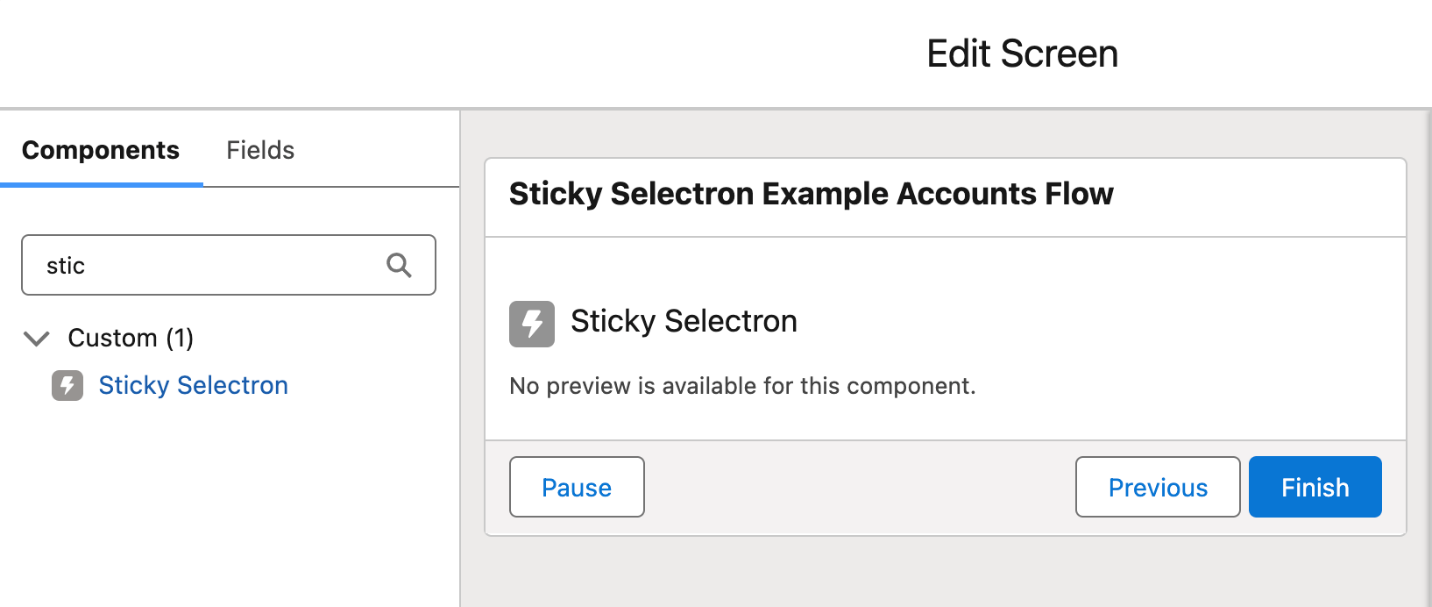 Edit Screen
Components
Fields
stic
Custom (1)
Sticky Selectron
Sticky Selectron Example Accounts Flow
Sticky Selectron
No preview is available for this component.
Pause
Previous
Finish